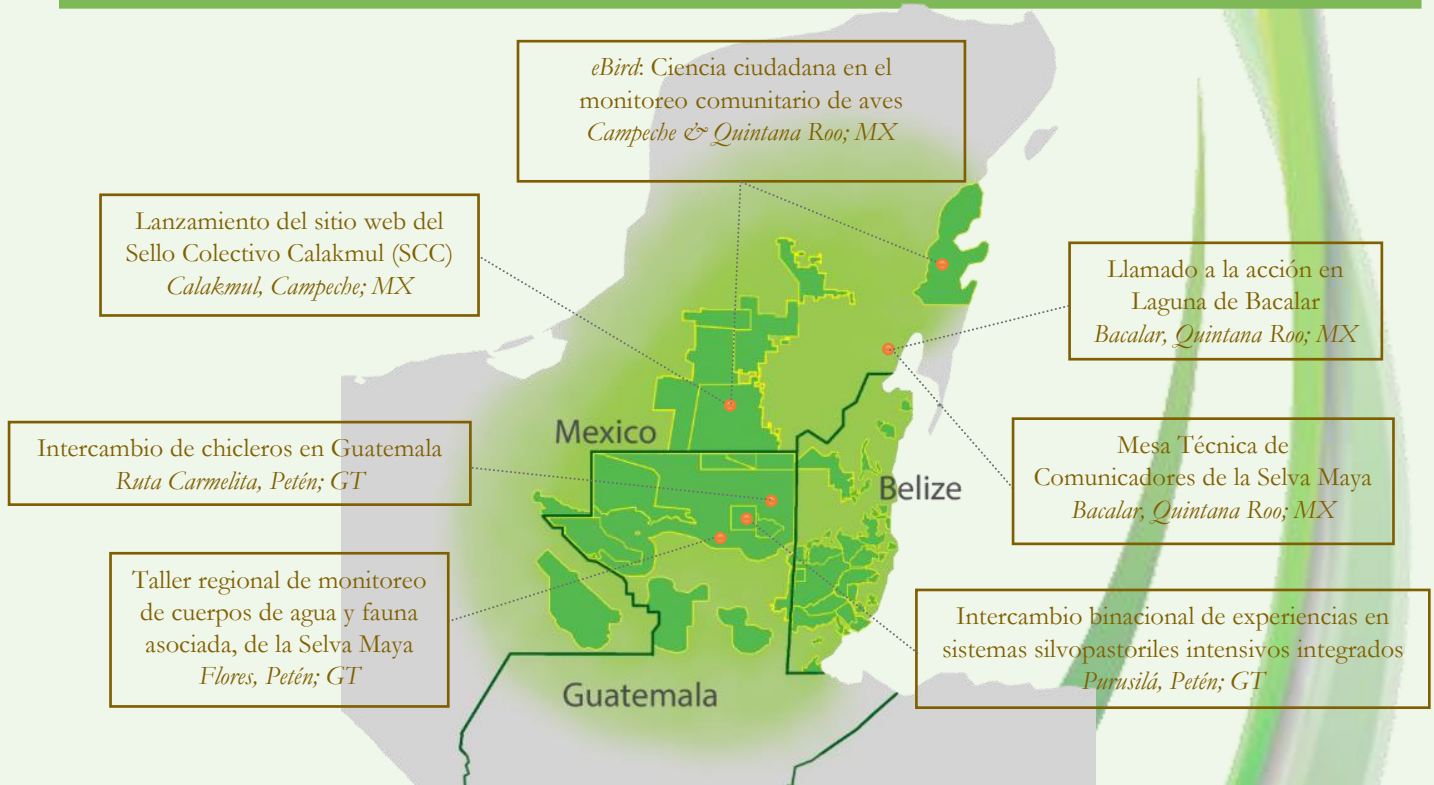 eBird: Ciencia ciudadana en el
monitoreo comunitario de aves
Campeche & Quintana Roo; MX
Lanzamiento del sitio web del
Sello Colectivo Calakmul (SCC)
Calakmul, Campeche; MX
Llamado a la acción en
Laguna de Bacalar
Bacalar, Quintana Roo; MX
Intercambio de chicleros en Guatemala
Ruta Carmelita, Petén; GT
Mexico
Belize
Mesa Técnica de
Comunicadores de la Selva Maya
Bacalar, Quintana Roo; MX
Taller regional de monitoreo
de cuerpos de agua y fauna
asociada, de la Selva Maya
Flores, Petén; GT
Intercambio binacional de experiencias en
sistemas silvopastoriles intensivos integrados
Purusilá, Petén; GT
Guatemala